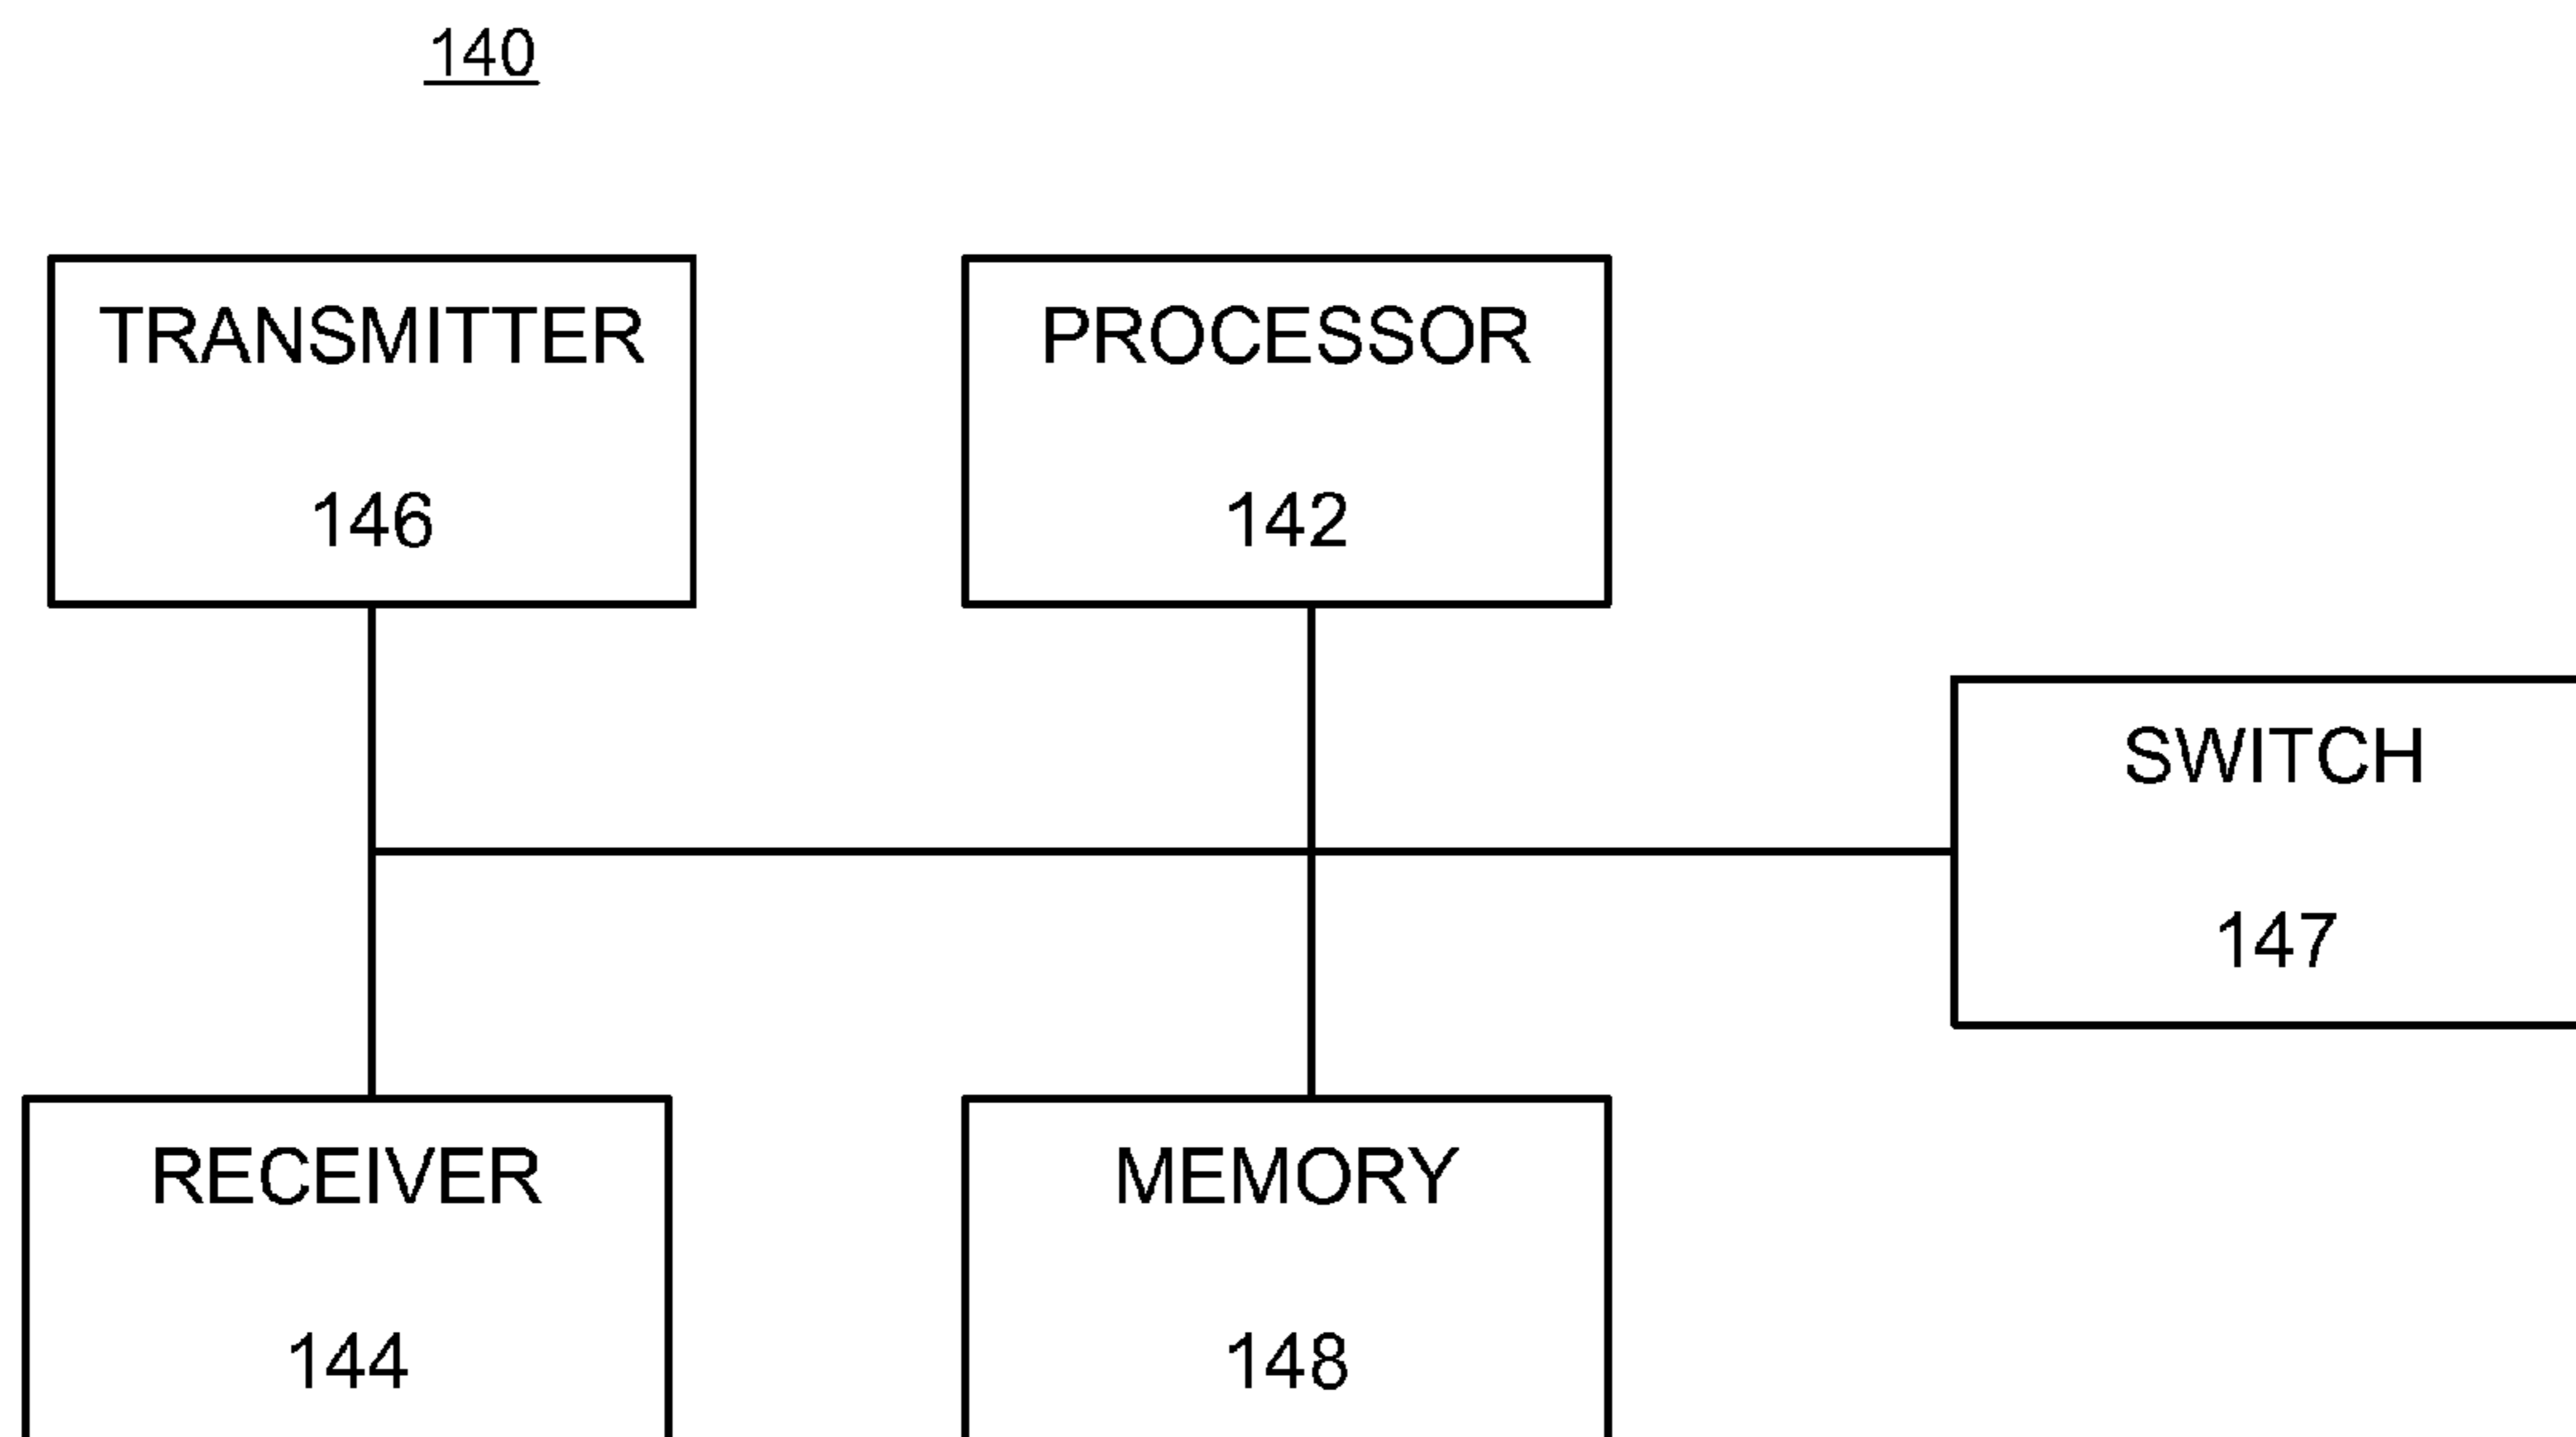 140
TRANSMITTER
146
PROCESSOR
142
SWITCH
147
RECEIVER
144
MEMORY
148